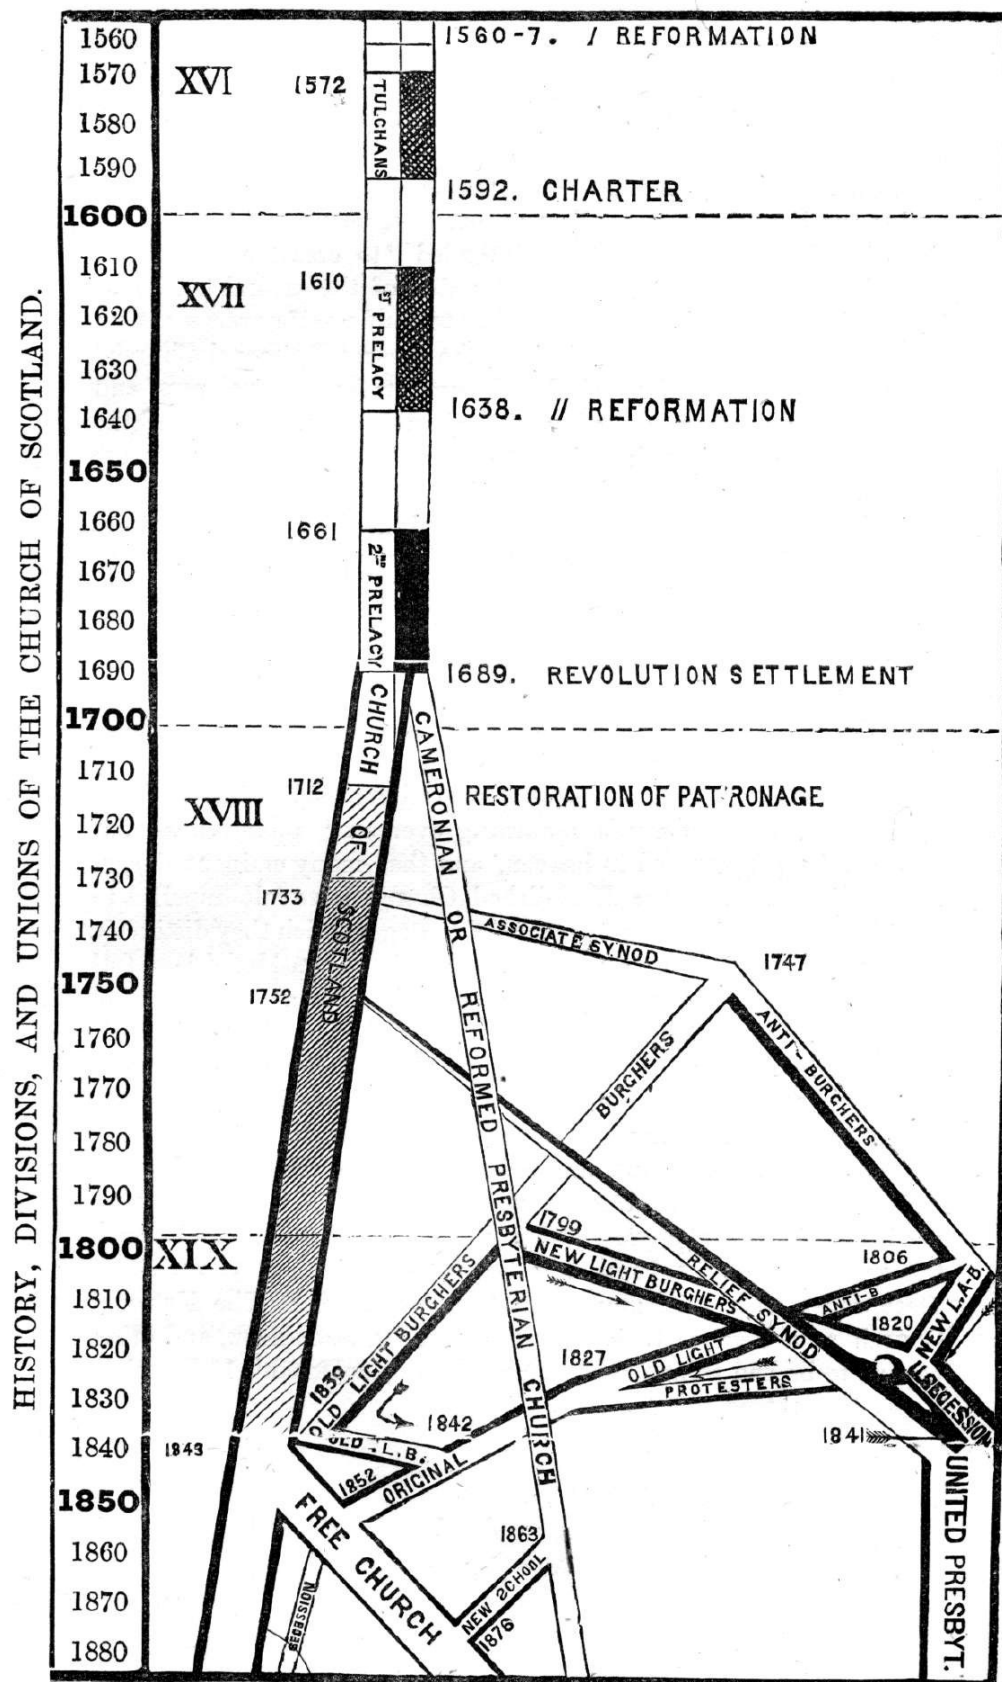 HISTORY, DIVISIONS, AND UNIONS OF THE CHURCH OF SCOTLAND.
1560
1570
1580
1590
1600
1610
1620
1630
1640
1650
1660
1670
1680
1690
1700
1710
1720
1730
1740
1750
1760
1770
1780
1790
1800
1810
1820
1830
1840
1850
1860
1870
1880
XVI
XVII
XVIII
XIX
1560-7. / REFORMATION
1572
TULCHANS
1592. CHARTER
1610
1ST PRELACY
1638. // REFORMATION
1661
2ND PRELACY
1689. REVOLUTION SETTLEMENT
CHURCH OF SCOTLAND
CAMERONIAN OR REFORMED PRESBYTERIAN CHURCH
1712
RESTORATION OF PATRONAGE
1733
ASSOCIATE SYNOD
1747
1752
BURGHERS
ANTI-BURGHERS
1799
NEW LIGHT BURGHERS
RELIEF SYNOD
1806
ANTI-B
OLD LIGHT
1820
NEW L.A-B.
1827
PROTESTERS
U.SECESSION
1839
OLD LIGHT BURGHERS
1842
OLD .L.B.
1841
1843
1852
ORIGINAL
FREE CHURCH
1863
NEW SCHOOL
1876
SECESSION
UNITED PRESBYT.